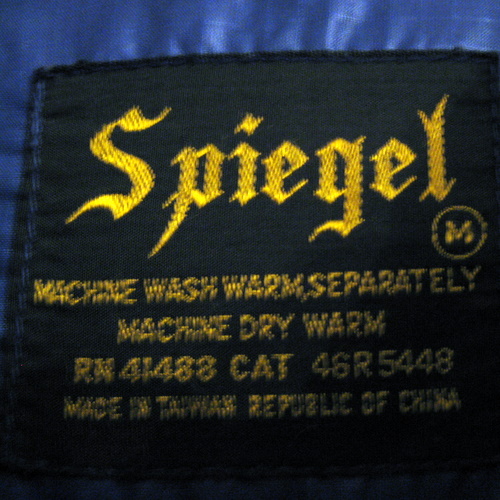 Spiegel
M
MACHINE WASH WARM,SEPARATELY
MACHINE DRY WARM
RN 41488 CAT 46R5448
MADE IN TAIWAN REPUBLIC OF CHINA